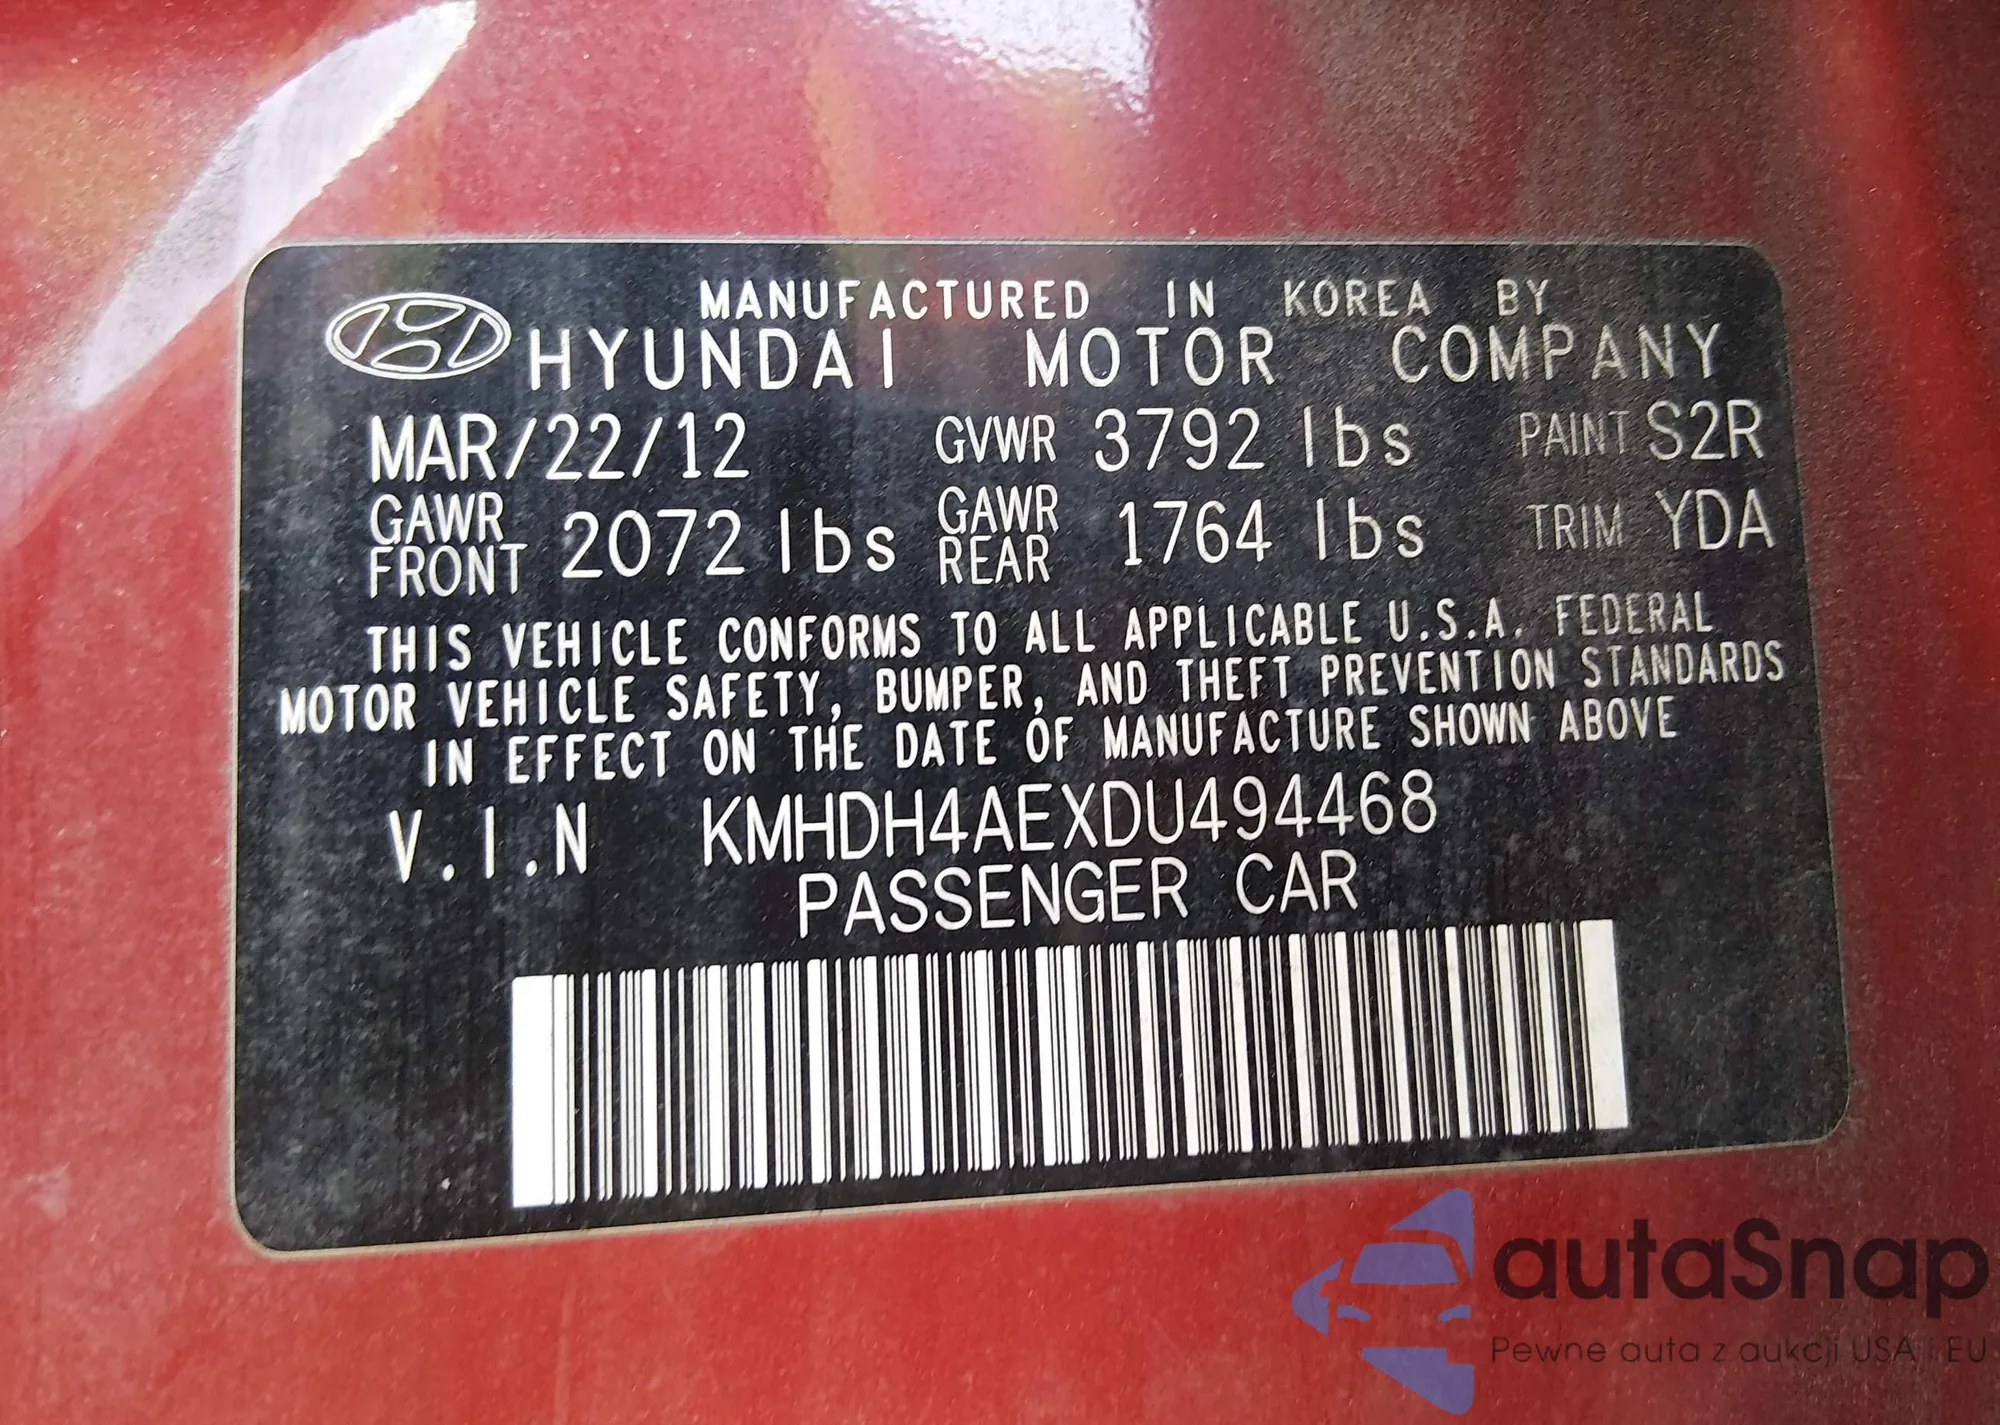 MANUFACTURED IN KOREA BY
HYUNDAI MOTOR COMPANY
MAR/22/12 GVWR 3792 lbs PAINT S2R
GAWR FRONT 2072 lbs GAWR REAR 1764 lbs TRIM YDA
THIS VEHICLE CONFORMS TO ALL APPLICABLE U.S.A. FEDERAL
MOTOR VEHICLE SAFETY, BUMPER, AND THEFT PREVENTION STANDARDS
IN EFFECT ON THE DATE OF MANUFACTURE SHOWN ABOVE
V.I.N KMHDH4AEXDU494468
PASSENGER CAR
autaSnap
Pewne auta z aukcji USA i EU